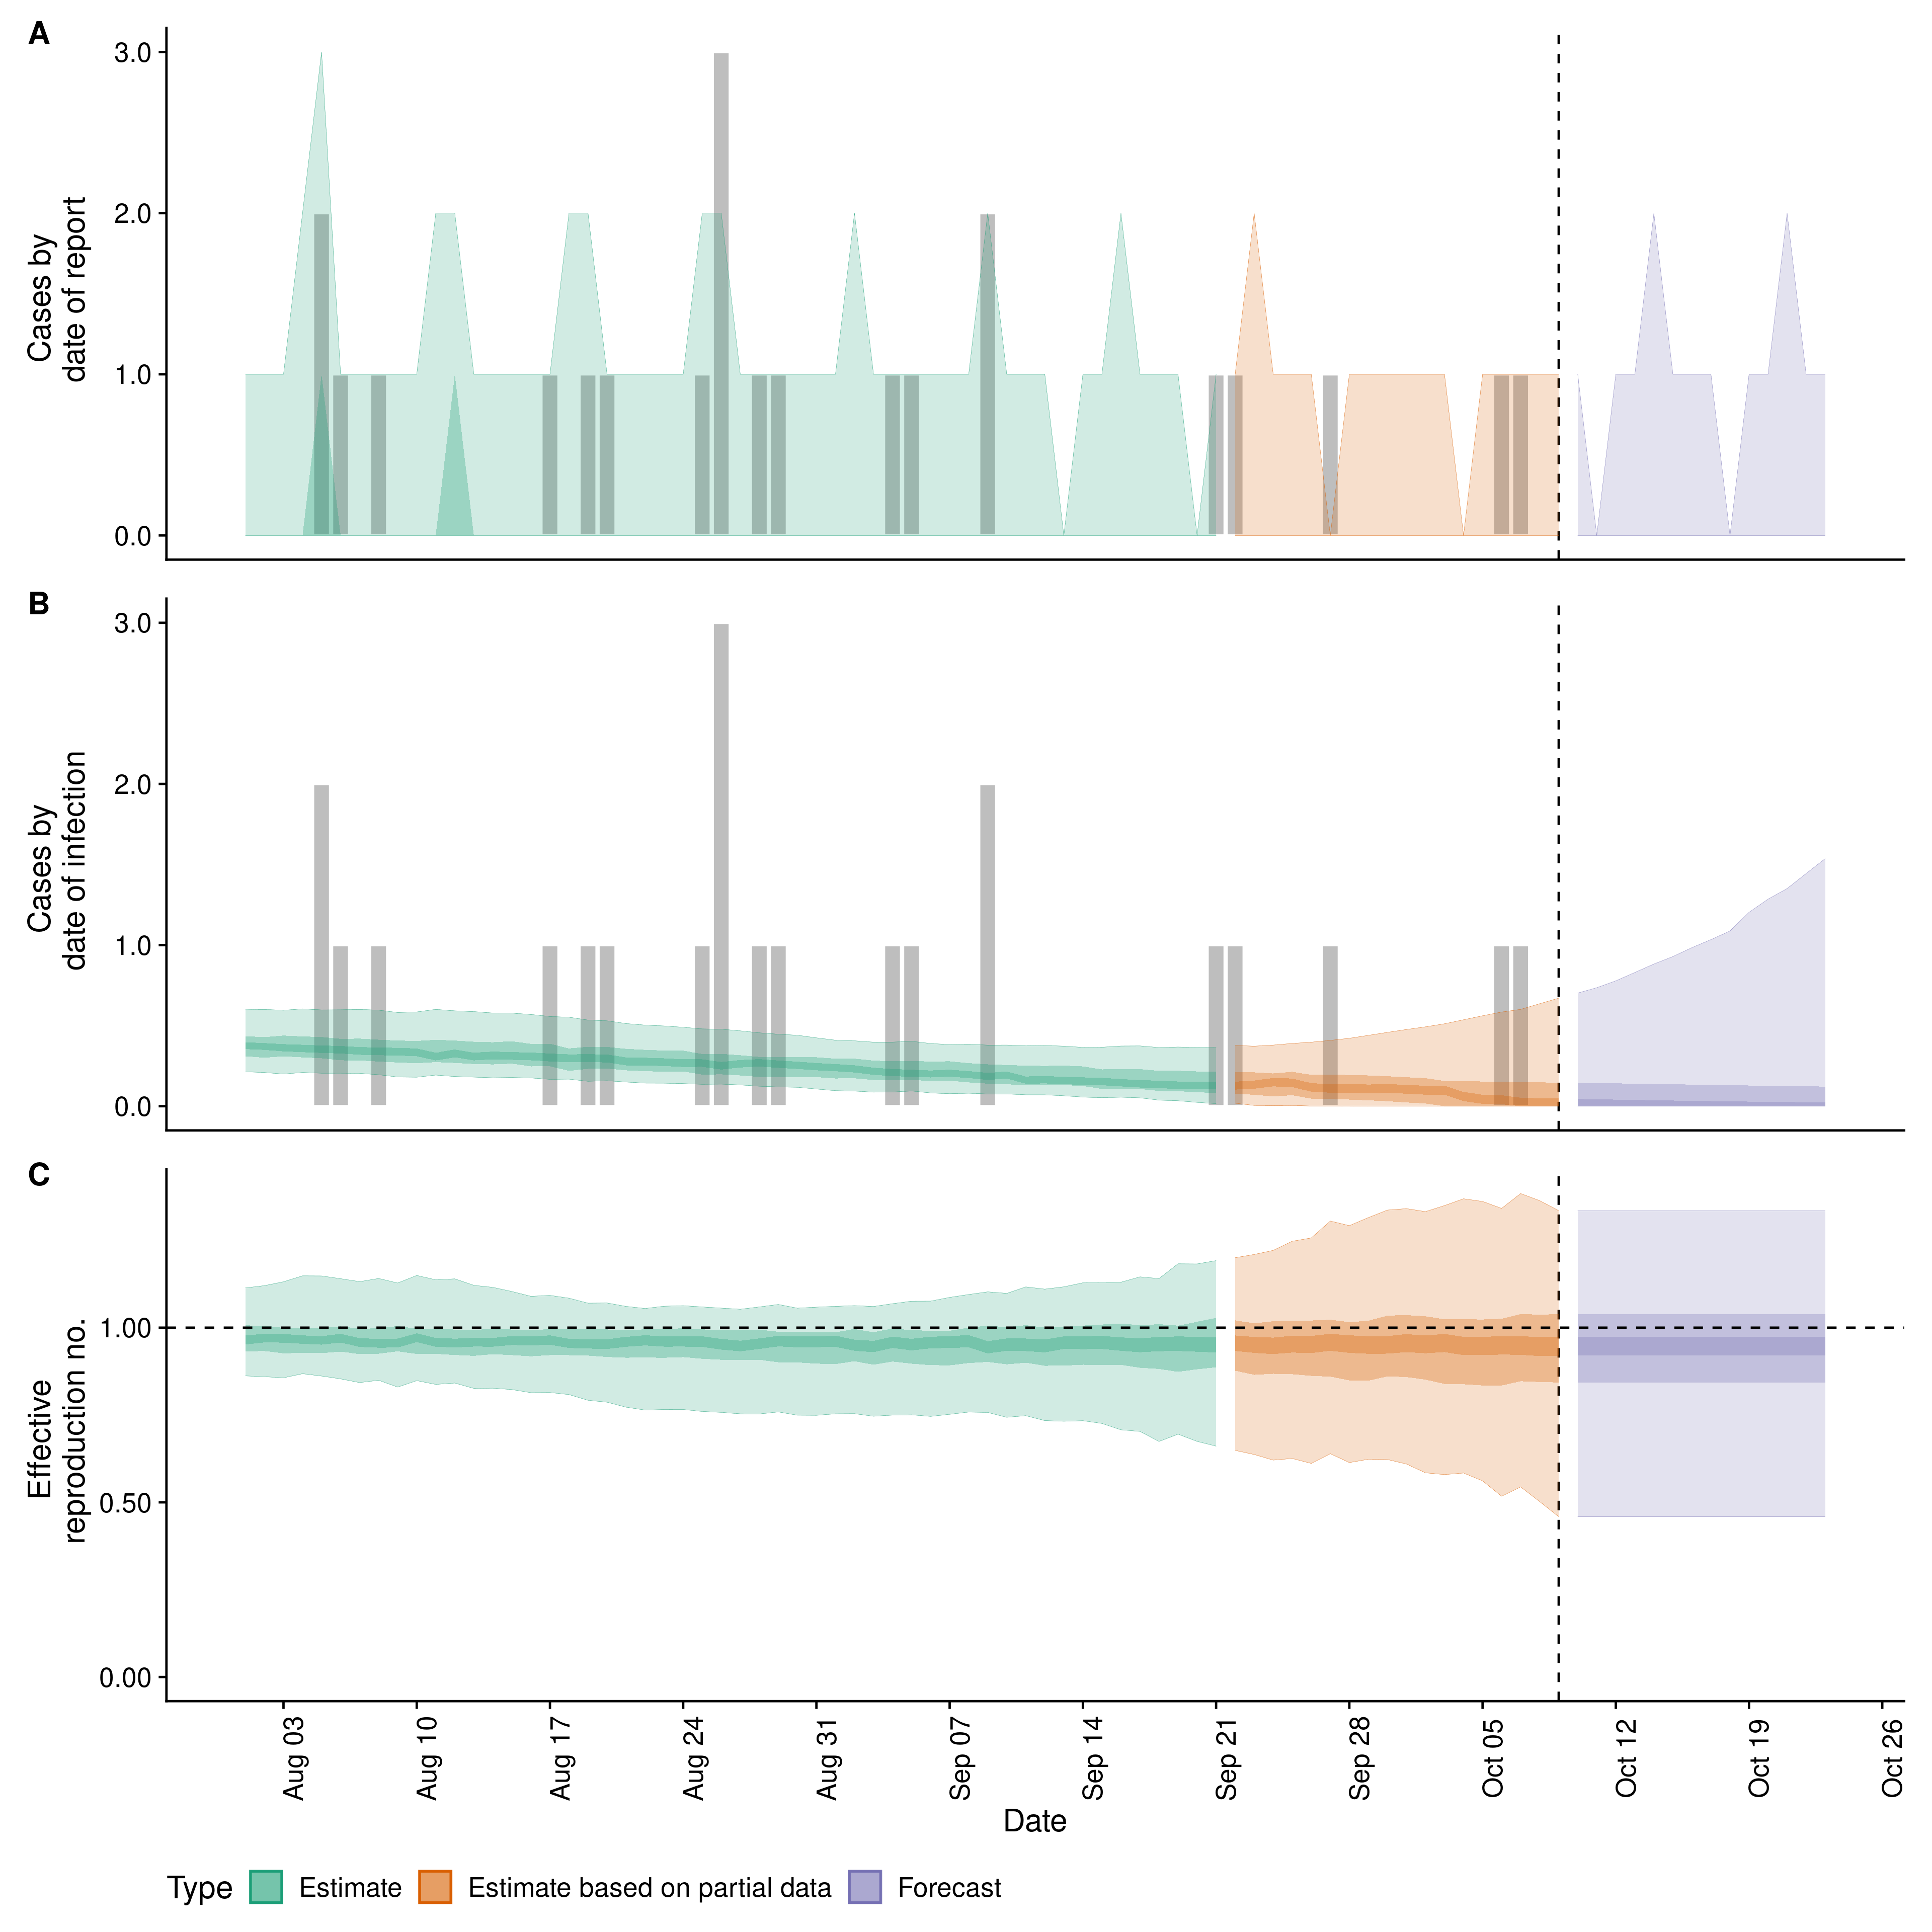 A
Cases by
date of report
3.0
2.0
1.0
0.0
B
Cases by
date of infection
3.0
2.0
1.0
0.0
C
Effective
reproduction no.
1.00
0.50
0.00
Aug 03
Aug 10
Aug 17
Aug 24
Aug 31
Sep 07
Sep 14
Sep 21
Sep 28
Oct 05
Oct 12
Oct 19
Oct 26
Date
Type Estimate Estimate based on partial data Forecast